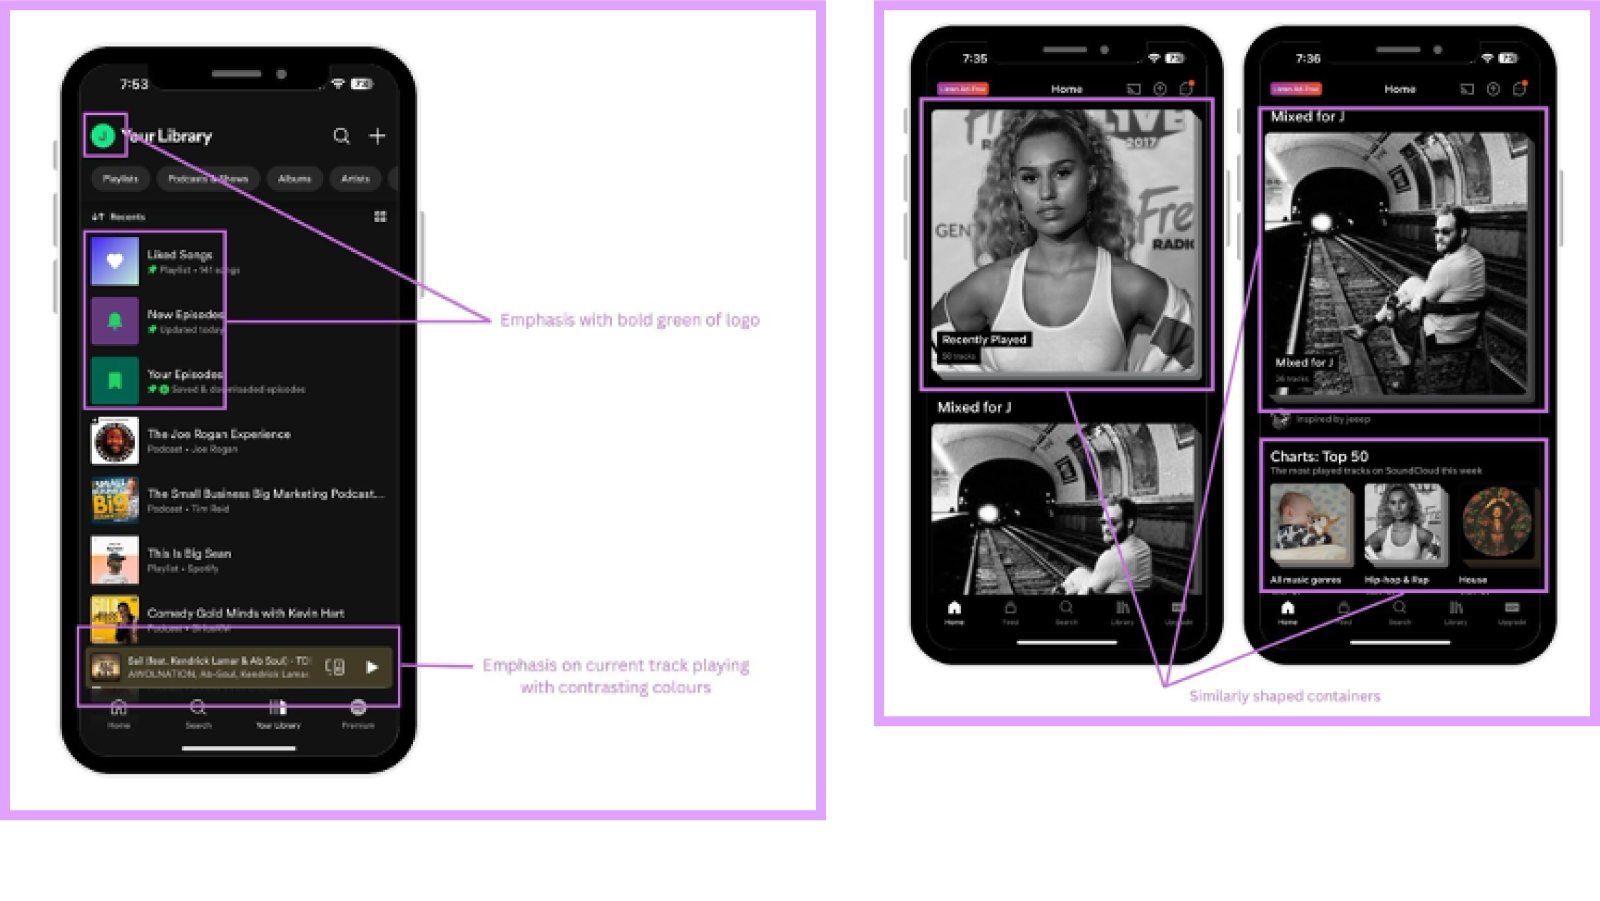 7:53
J
Your Library
Playlists
Podcasts & Shows
Albums
Artists
Recents
Liked Songs
Playlist • 141 songs
New Episodes
Updated today
Your Episodes
Saved & downloaded episodes
The Joe Rogan Experience
Podcast • Joe Rogan
The Small Business Big Marketing Podcast...
Podcast • Tim Reid
This Is Big Sean
Playlist • Spotify
Comedy Gold Minds with Kevin Hart
Sail (feat. Kendrick Lamar & Ab Soul) - TD
AWOLNATION, Ab-Soul, Kendrick Lamar,
Home
Search
Your Library
Premium
Emphasis with bold green of logo
Emphasis on current track playing
with contrasting colours
7:35
Listen Ad-Free
Home
LIVE
2017
GEN
Fre
RADIO
Recently Played
50 tracks
Mixed for J
Home
Feed
Search
Library
Upgrade
7:36
Listen Ad-Free
Home
Mixed for J
Mixed for J
Inspired by jeeep
Charts: Top 50
The most played tracks on SoundCloud this week
All music genres
Hip-hop & Rap
House
Home
Feed
Search
Library
Upgrade
Similarly shaped containers